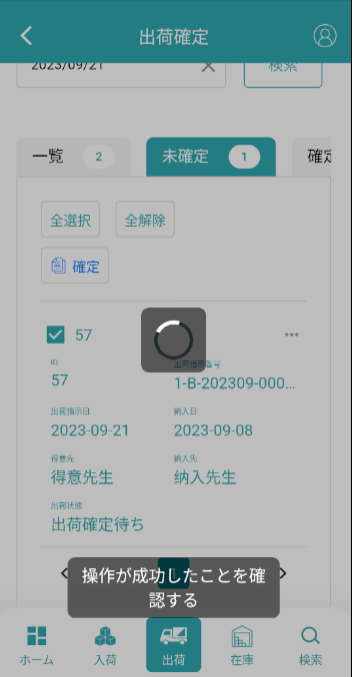 出荷確定
2023/09/21
検索
一覧 2
未確定 1
確定
全選択 全解除
確定
57
ID
57
出荷指示番号
1-B-202309-000...
出荷指示日
2023-09-21
納入日
2023-09-08
得意先
得意先生
納入先
納入先生
出荷状態
出荷確定待ち
操作が成功したことを確
認する
ホーム 入荷 出荷 在庫 検索